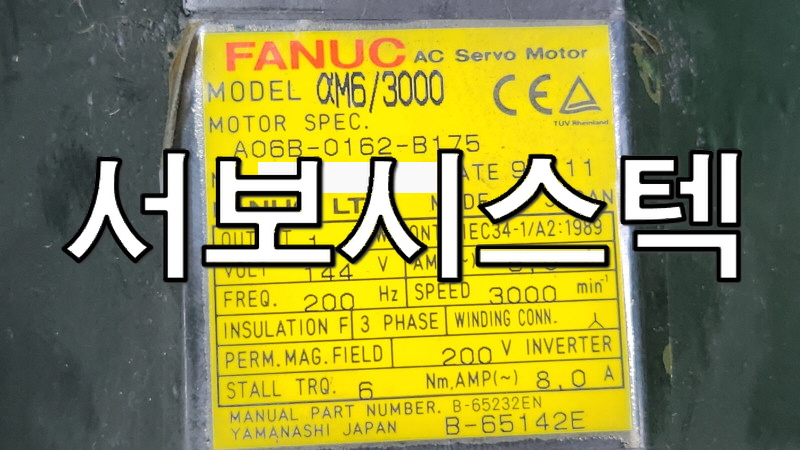 FANUC AC Servo Motor
MODEL αM6/3000
CE TÜV Rheinland
MOTOR SPEC.
A06B-0162-B175
서보시스텍
VOLT 144 V
FREQ. 200 Hz SPEED 3000 min-1
INSULATION F 3 PHASE WINDING CONN.
PERM.MAG.FIELD 200 V INVERTER
STALL TRQ. 6 Nm,AMP(~) 8.0 A
MANUAL PART NUMBER. B-65232EN
YAMANASHI JAPAN B-65142E